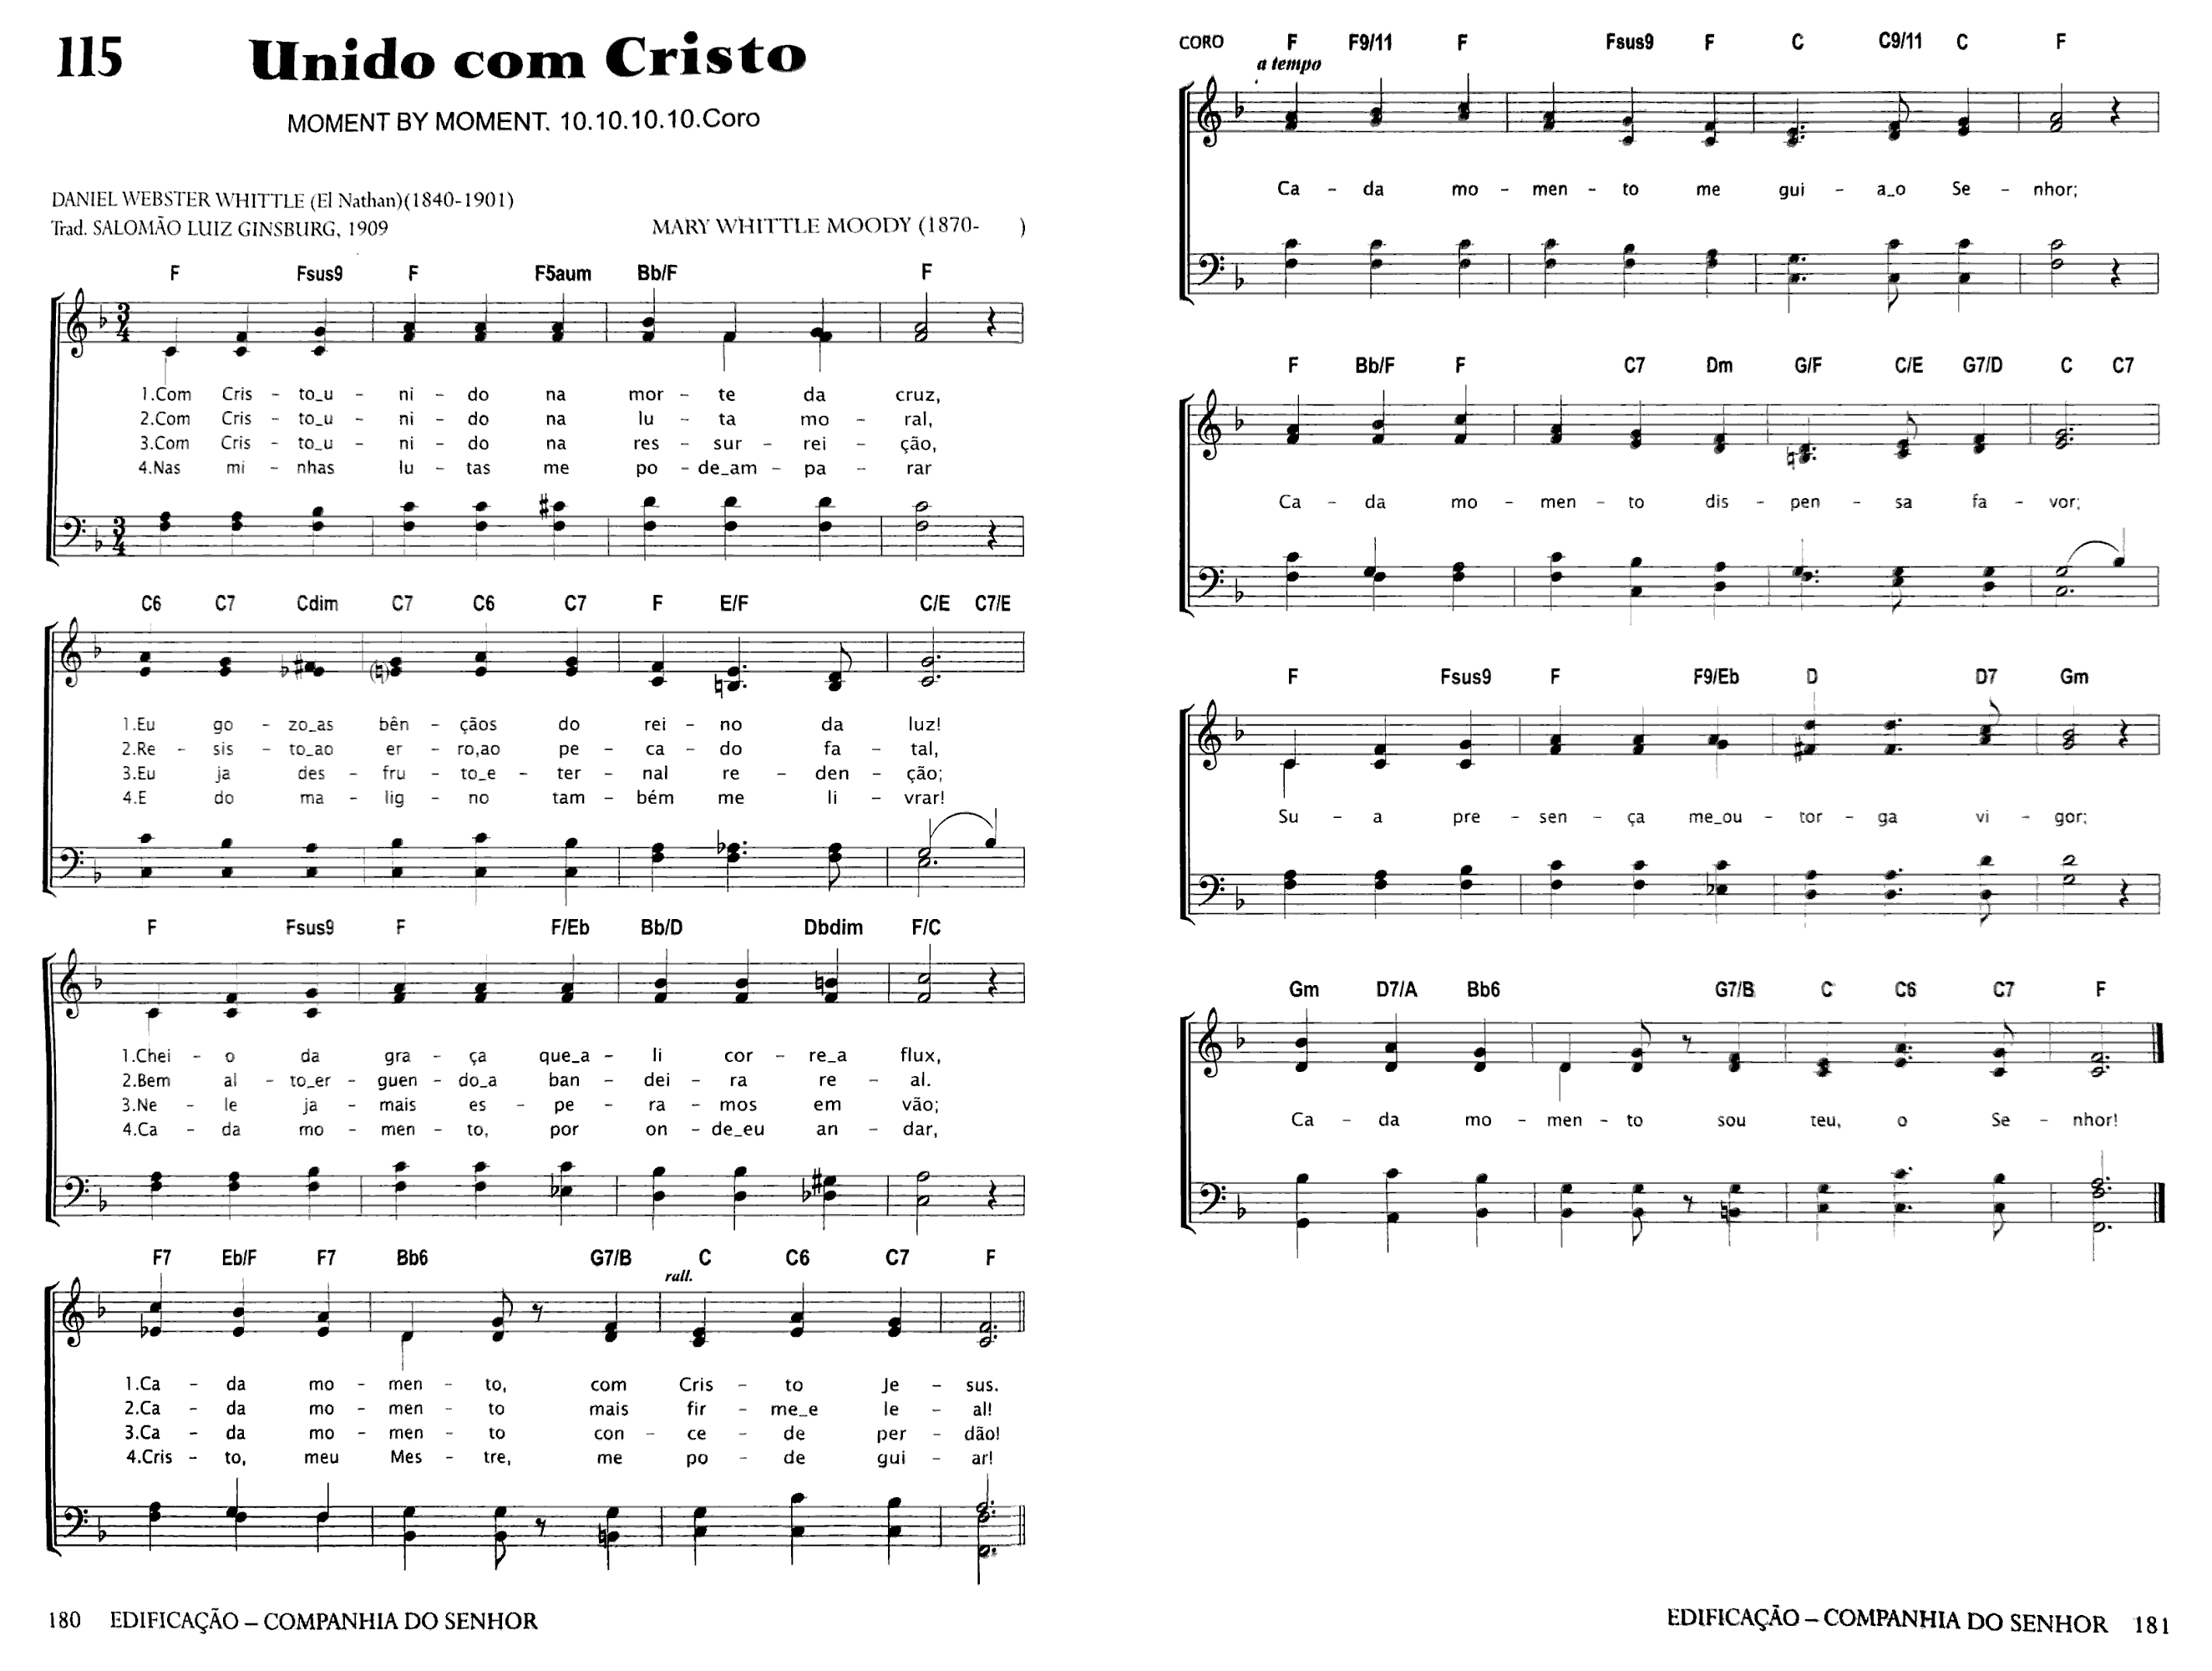 115 Unido com Cristo
MOMENT BY MOMENT. 10.10.10.10.Coro
DANIEL WEBSTER WHITTLE (El Nathan)(1840-1901)
Trad. SALOMÃO LUIZ GINSBURG, 1909 MARY WHITTLE MOODY (1870- )
F Fsus9 F F5aum Bb/F F
1.Com Cris - to_u - ni - do na mor - te da cruz,
2.Com Cris - to_u - ni - do na lu - ta mo - ral,
3.Com Cris - to_u - ni - do na res - sur - rei - ção,
4.Nas mi - nhas lu - tas me po - de_am - pa - rar
C6 C7 Cdim C7 C6 C7 F E/F C/E C7/E
1.Eu go - zo_as bên - çãos do rei - no da luz!
2.Re - sis - to_ao er - ro,ao pe - ca - do fa - tal,
3.Eu ja des - fru - to_e - ter - nal re - den - ção;
4.E do ma - lig - no tam - bém me li - vrar!
F Fsus9 F F/Eb Bb/D Dbdim F/C
1.Chei - o da gra - ça que_a - li cor - re_a flux,
2.Bem al - to_er - guen - do_a ban - dei - ra re - al.
3.Ne - le ja - mais es - pe - ra - mos em vão;
4.Ca - da mo - men - to, por on - de_eu an - dar,
F7 Eb/F F7 Bb6 G7/B C C6 C7 F
rall.
1.Ca - da mo - men - to, com Cris - to Je - sus.
2.Ca - da mo - men - to mais fir - me_e le - al!
3.Ca - da mo - men - to con - ce - de per - dão!
4.Cris - to, meu Mes - tre, me po - de gui - ar!
180 EDIFICAÇÃO – COMPANHIA DO SENHOR
CORO F F9/11 F Fsus9 F C C9/11 C F
a tempo
Ca - da mo - men - to me gui - a_o Se - nhor;
F Bb/F F C7 Dm G/F C/E G7/D C C7
Ca - da mo - men - to dis - pen - sa fa - vor;
F Fsus9 F F9/Eb D D7 Gm
Su - a pre - sen - ça me_ou - tor - ga vi - gor;
Gm D7/A Bb6 G7/B C C6 C7 F
Ca - da mo - men - to sou teu, o Se - nhor!
EDIFICAÇÃO – COMPANHIA DO SENHOR 181